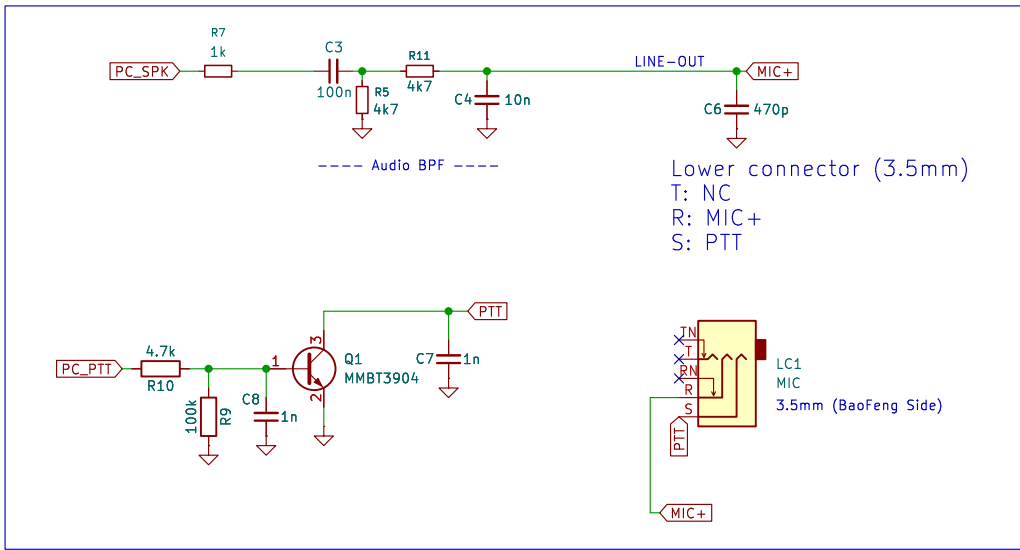 R7
1k
PC_SPK
C3
100n
R5
4k7
R11
4k7
C4
10n
LINE-OUT
MIC+
C6
470p
---- Audio BPF ----
Lower connector (3.5mm)
T: NC
R: MIC+
S: PTT
PTT
PC_PTT
4.7k
R10
100k
R9
C8
1n
1
3
2
Q1
MMBT3904
C7
1n
TN
T
RN
R
S
LC1
MIC
3.5mm (BaoFeng Side)
PTT
MIC+